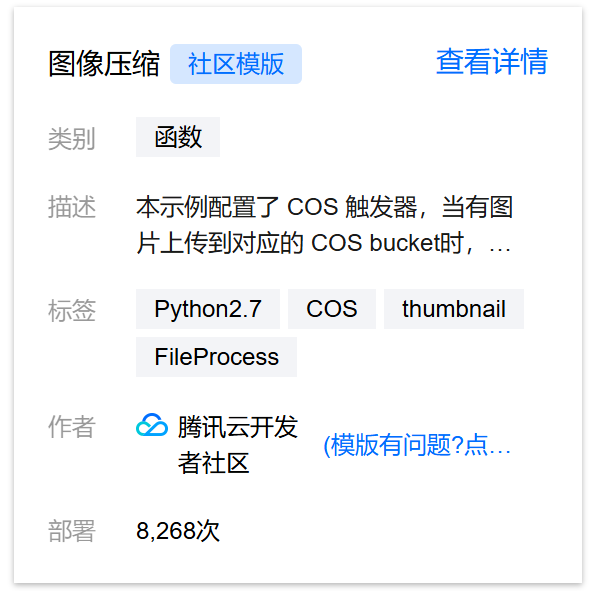 图像压缩 社区模版 查看详情
类别 函数
描述 本示例配置了 COS 触发器，当有图
片上传到对应的 COS bucket时，…
标签 Python2.7 COS thumbnail
FileProcess
作者 腾讯云开发
者社区 (模版有问题?点…
部署 8,268次